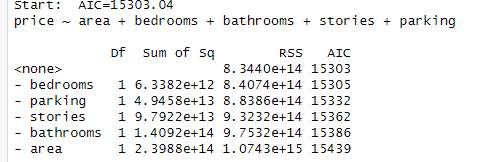 Start:  AIC=15303.04
price ~ area + bedrooms + bathrooms + stories + parking
            Df  Sum of Sq        RSS   AIC
<none>                    8.3440e+14 15303
- bedrooms   1 6.3382e+12 8.4074e+14 15305
- parking    1 4.9458e+13 8.8386e+14 15332
- stories    1 9.7922e+13 9.3232e+14 15362
- bathrooms  1 1.4092e+14 9.7532e+14 15386
- area       1 2.3988e+14 1.0743e+15 15439